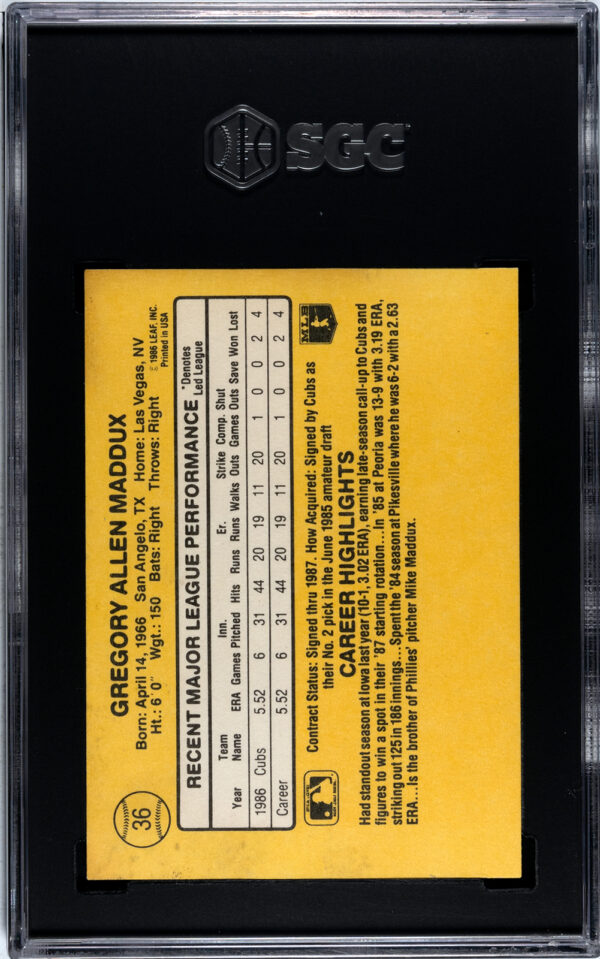 SGC
36
GREGORY ALLEN MADDUX
Born: April 14, 1966 San Angelo, TX Home: Las Vegas, NV
Ht.: 6'0" Wgt.: 150 Bats: Right Throws: Right
© 1986 LEAF, INC.
Printed in USA
RECENT MAJOR LEAGUE PERFORMANCE
*Denotes
Led League
Team Inn. Er. Strike Comp. Shut
Year Name ERA Games Pitched Hits Runs Runs Walks Outs Games Outs Save Won Lost
1986 Cubs 5.52 6 31 44 20 19 11 20 1 0 0 2 4
Career 5.52 6 31 44 20 19 11 20 1 0 0 2 4
Contract Status: Signed thru 1987. How Acquired: Signed by Cubs as
their No. 2 pick in the June 1985 amateur draft
MLB
CAREER HIGHLIGHTS
Had standout season at Iowa last year (10-1, 3.02 ERA), earning late-season call-up to Cubs and
figures to win a spot in their '87 starting rotation... In '85 at Peoria was 13-9 with 3.19 ERA,
striking out 125 in 186 innings... Spent the '84 season at Pikesville where he was 6-2 with a 2.63
ERA... Is the brother of Phillies' pitcher Mike Maddux.